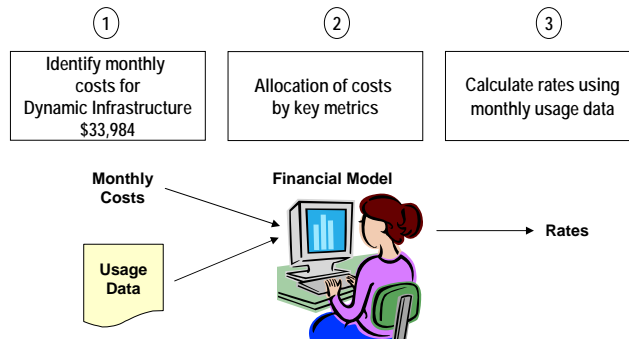 1
Identify monthly
costs for
Dynamic Infrastructure
$33,984
2
Allocation of costs
by key metrics
3
Calculate rates using
monthly usage data
Monthly
Costs
Usage
Data
Financial Model
Rates